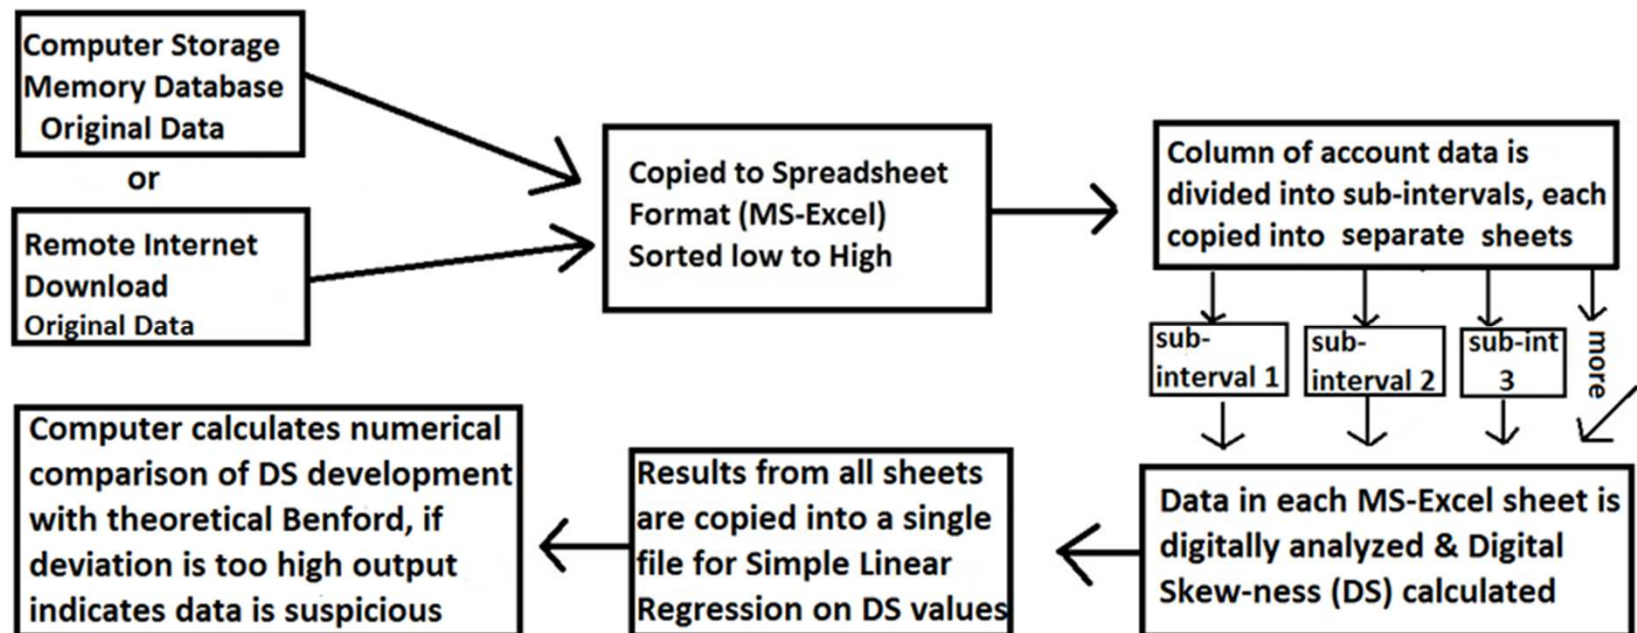 Computer Storage
Memory Database
Original Data
or
Remote Internet
Download
Original Data
Copied to Spreadsheet
Format (MS-Excel)
Sorted low to High
Column of account data is
divided into sub-intervals, each
copied into separate sheets
sub-
interval 1
sub-
interval 2
sub-int
3
more
Data in each MS-Excel sheet is
digitally analyzed & Digital
Skew-ness (DS) calculated
Results from all sheets
are copied into a single
file for Simple Linear
Regression on DS values
Computer calculates numerical
comparison of DS development
with theoretical Benford, if
deviation is too high output
indicates data is suspicious